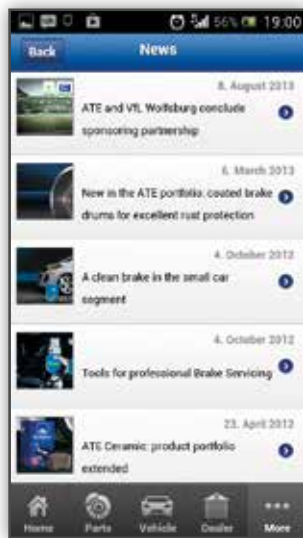 56% 19:00
Back News
8. August 2013
ATE and VfL Wolfsburg conclude
sponsoring partnership
6. March 2013
New in the ATE portfolio: coated brake
drums for excellent rust protection
4. October 2012
A clean brake in the small car
segment
4. October 2012
Tools for professional Brake Servicing
23. April 2012
ATE Ceramic: product portfolio
extended
Home Parts Vehicle Dealer More